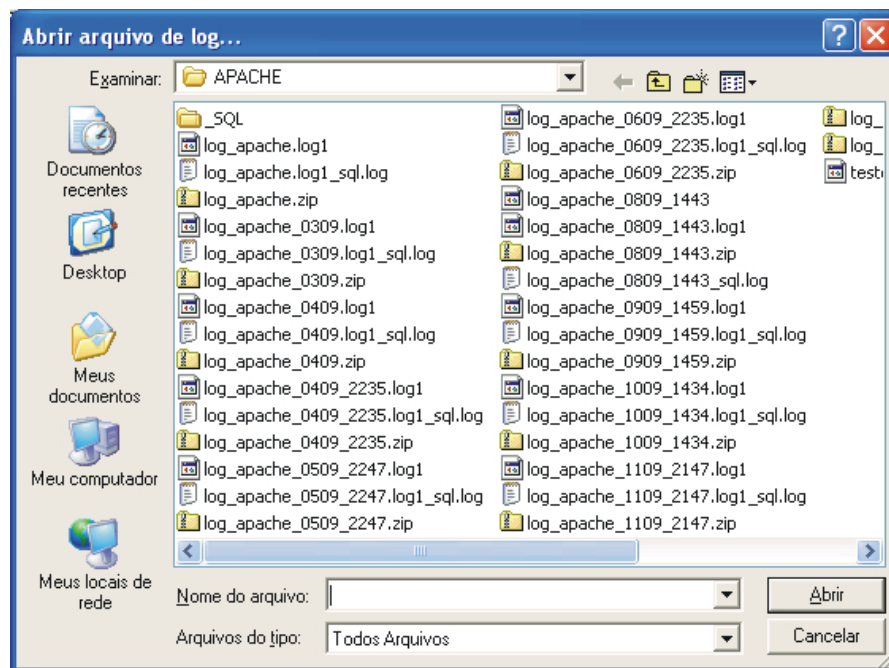 Abrir arquivo de log...
Examinar:
APACHE
Documentos
recentes
Desktop
Meus
documentos
Meu computador
Meus locais de
rede
_SQL
log_apache.log1
log_apache.log1_sql.log
log_apache.zip
log_apache_0309.log1
log_apache_0309.log1_sql.log
log_apache_0309.zip
log_apache_0409.log1
log_apache_0409.log1_sql.log
log_apache_0409.zip
log_apache_0409_2235.log1
log_apache_0409_2235.log1_sql.log
log_apache_0409_2235.zip
log_apache_0509_2247.log1
log_apache_0509_2247.log1_sql.log
log_apache_0509_2247.zip
log_apache_0609_2235.log1
log_apache_0609_2235.log1_sql.log
log_apache_0609_2235.zip
log_apache_0809_1443
log_apache_0809_1443.log1
log_apache_0809_1443.zip
log_apache_0809_1443_sql.log
log_apache_0909_1459.log1
log_apache_0909_1459.log1_sql.log
log_apache_0909_1459.zip
log_apache_1009_1434.log1
log_apache_1009_1434.log1_sql.log
log_apache_1009_1434.zip
log_apache_1109_2147.log1
log_apache_1109_2147.log1_sql.log
log_apache_1109_2147.zip
log_
log_
Nome do arquivo:
Abrir
Arquivos do tipo:
Todos Arquivos
Cancelar